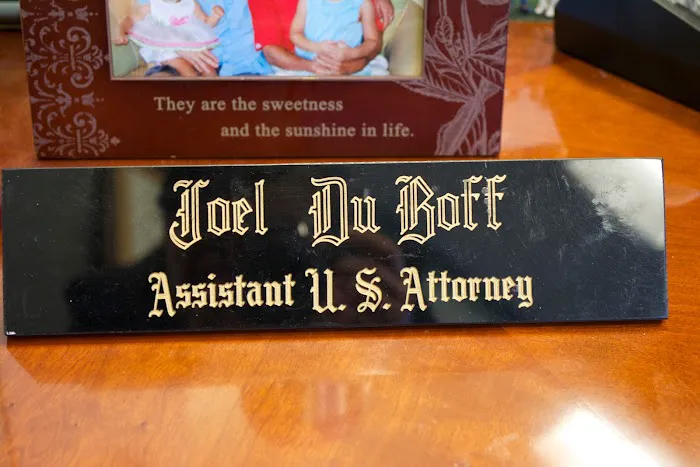 They are the sweetness
and the sunshine in life.
Joel Du Boff
Assistant U. S. Attorney